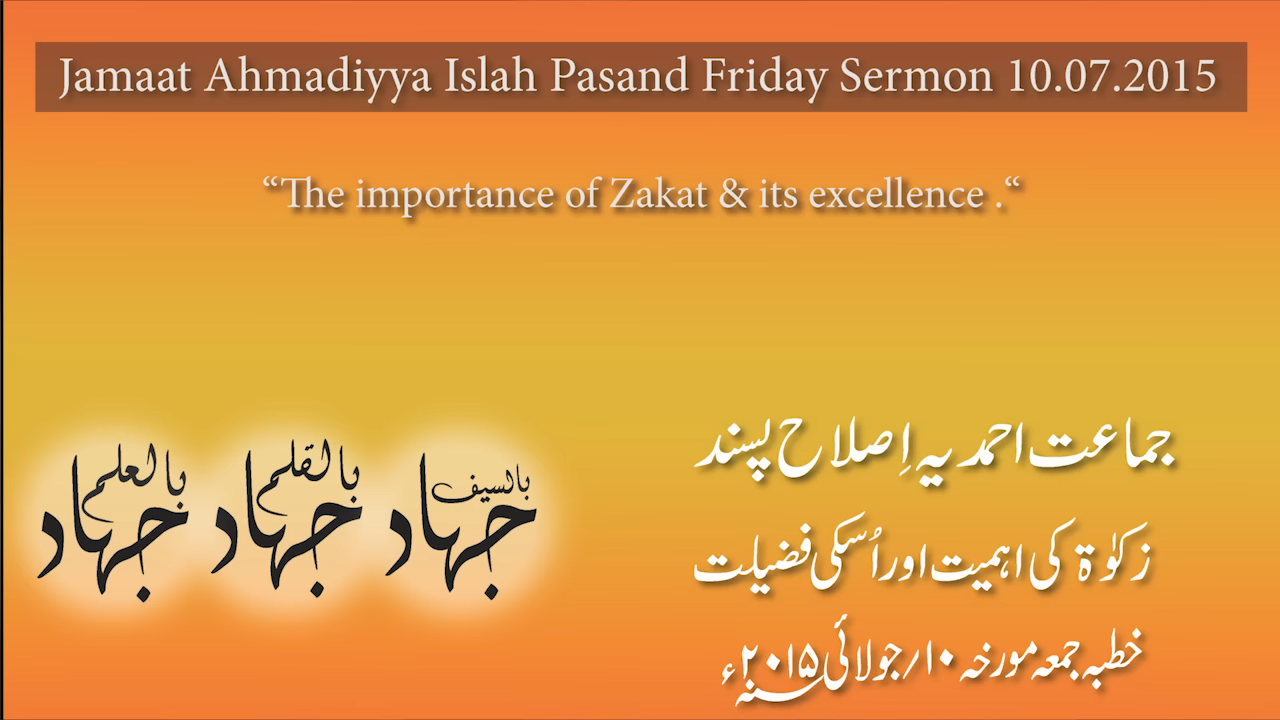 Jamaat Ahmadiyya Islah Pasand Friday Sermon 10.07.2015
“The importance of Zakat & its excellence .“
جماعت احمدیہ اِصلاح پسند
زکوٰۃ کی اہمیت اور اُسکی فضیلت
خطبہ جمعہ مورخہ ۱۰/جولائی سنہ ۲۰۱۵ء
جہاد بالسیف
جہاد بالقلم
جہاد بالعلم